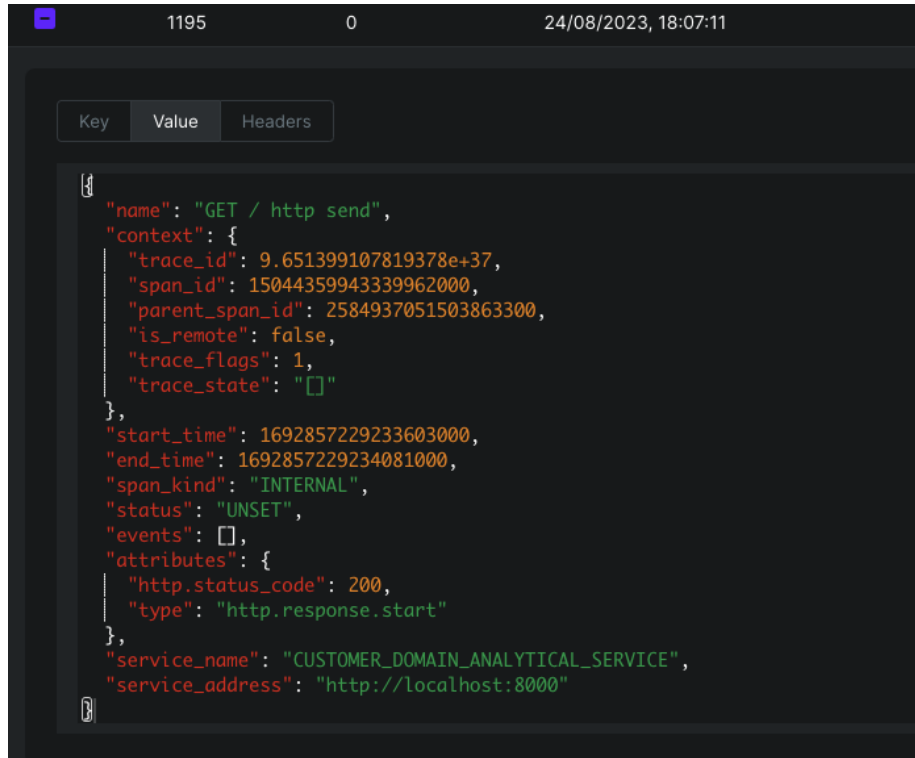 1195 0 24/08/2023, 18:07:11
Key Value Headers
{
"name": "GET / http send",
"context": {
"trace_id": 9.651399107819378e+37,
"span_id": 15044359943339962000,
"parent_span_id": 2584937051503863300,
"is_remote": false,
"trace_flags": 1,
"trace_state": "[]"
},
"start_time": 1692857229233603000,
"end_time": 1692857229234081000,
"span_kind": "INTERNAL",
"status": "UNSET",
"events": [],
"attributes": {
"http.status_code": 200,
"type": "http.response.start"
},
"service_name": "CUSTOMER_DOMAIN_ANALYTICAL_SERVICE",
"service_address": "http://localhost:8000"
}